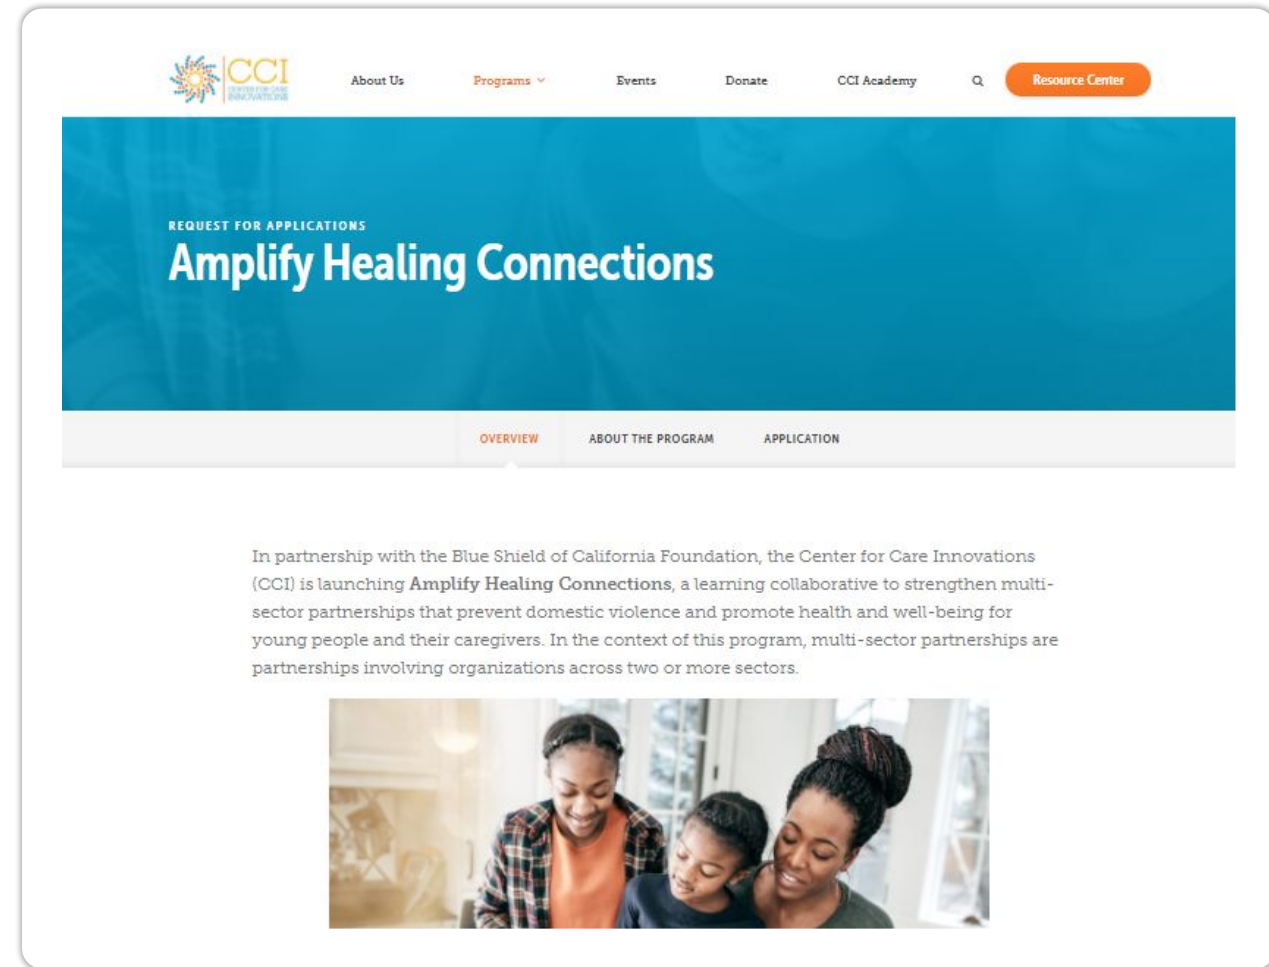 CCI
CENTER FOR CARE
INNOVATIONS
About Us
Programs
Events
Donate
CCI Academy
Resource Center
REQUEST FOR APPLICATIONS
Amplify Healing Connections
OVERVIEW
ABOUT THE PROGRAM
APPLICATION
In partnership with the Blue Shield of California Foundation, the Center for Care Innovations
(CCI) is launching Amplify Healing Connections, a learning collaborative to strengthen multi-
sector partnerships that prevent domestic violence and promote health and well-being for
young people and their caregivers. In the context of this program, multi-sector partnerships are
partnerships involving organizations across two or more sectors.